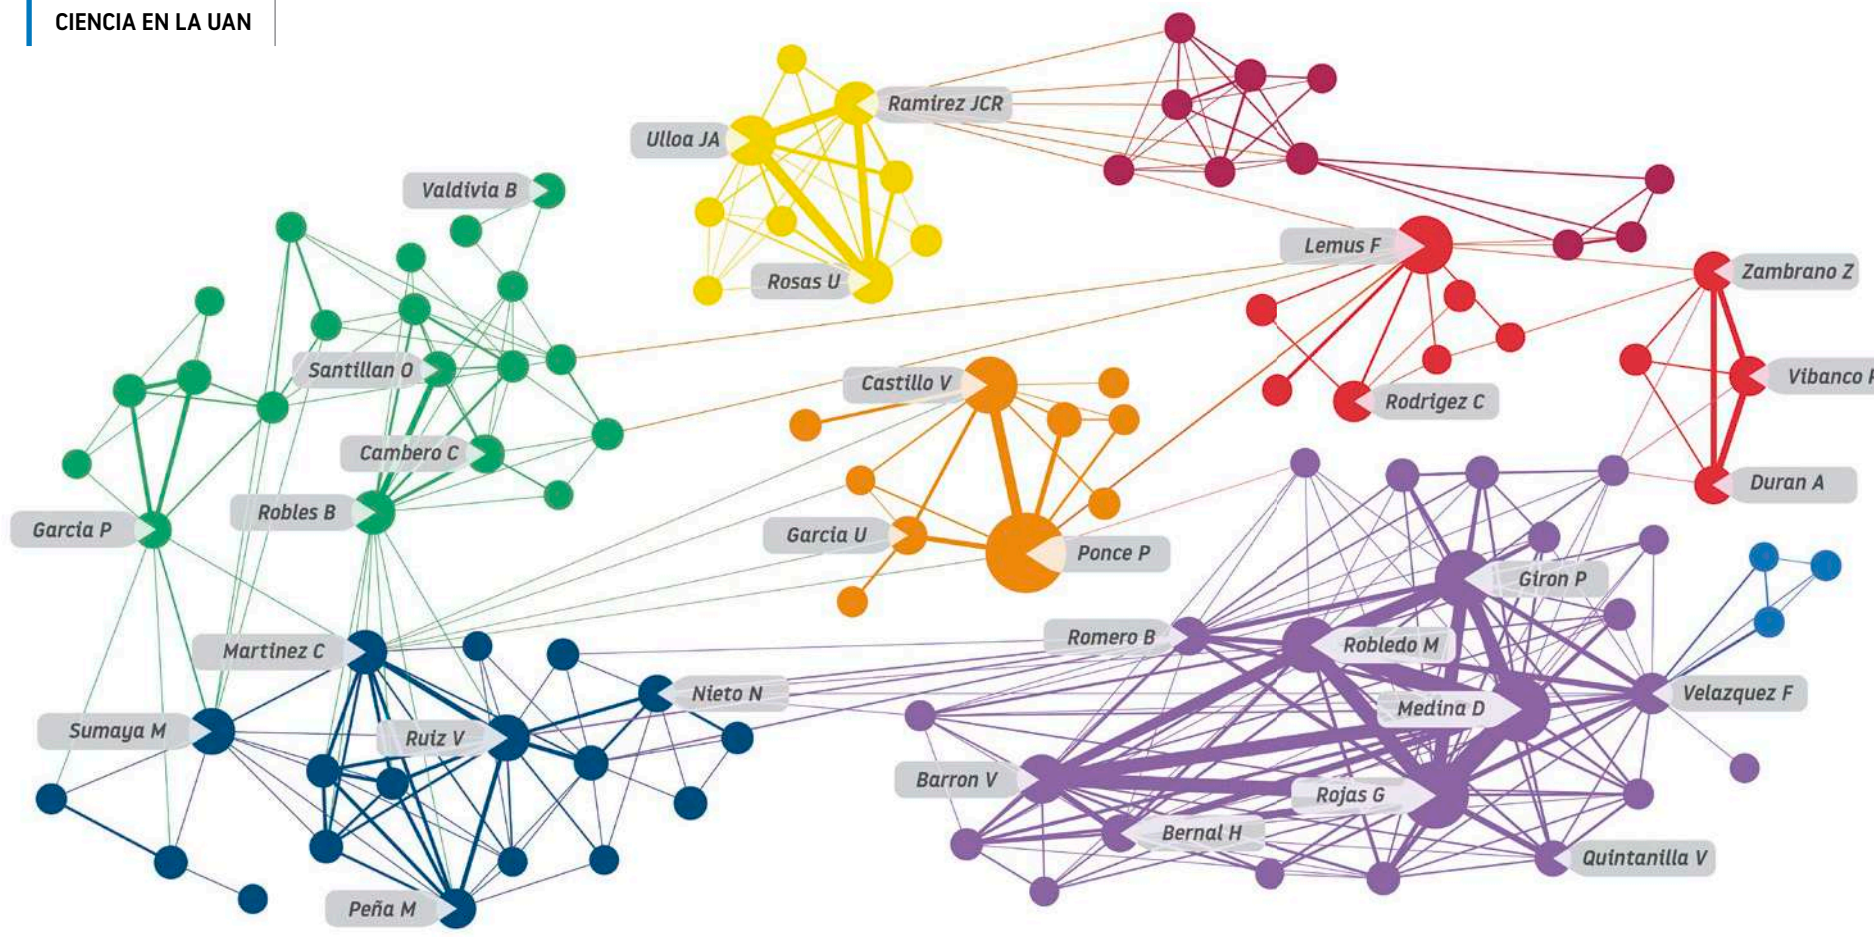 CIENCIA EN LA UAN
Ramirez JCR
Ulloa JA
Valdivia B
Lemus F
Zambrano Z
Rosas U
Santillan O
Castillo V
Vibanco
Rodrigez C
Cambero C
Duran A
Robles B
Garcia P
Garcia U
Ponce P
Giron P
Romero B
Robledo M
Martinez C
Nieto N
Velazquez F
Medina D
Sumaya M
Ruiz V
Barron V
Rojas G
Bernal H
Quintanilla V
Peña M